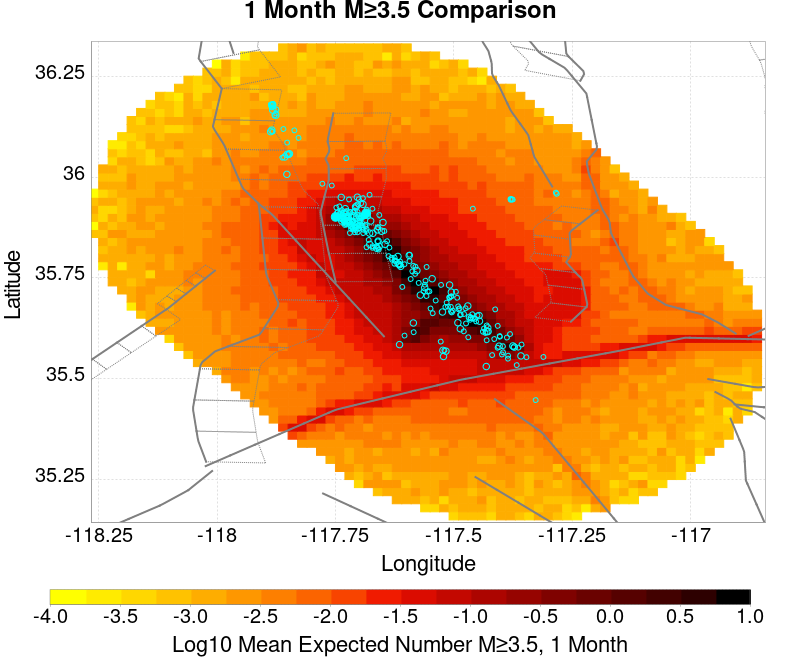 1 Month M≥3.5 Comparison
36.25
36
35.75
35.5
35.25
Latitude
-118.25 -118 -117.75 -117.5 -117.25 -117
Longitude
-4.0 -3.5 -3.0 -2.5 -2.0 -1.5 -1.0 -0.5 0.0 0.5 1.0
Log10 Mean Expected Number M≥3.5, 1 Month